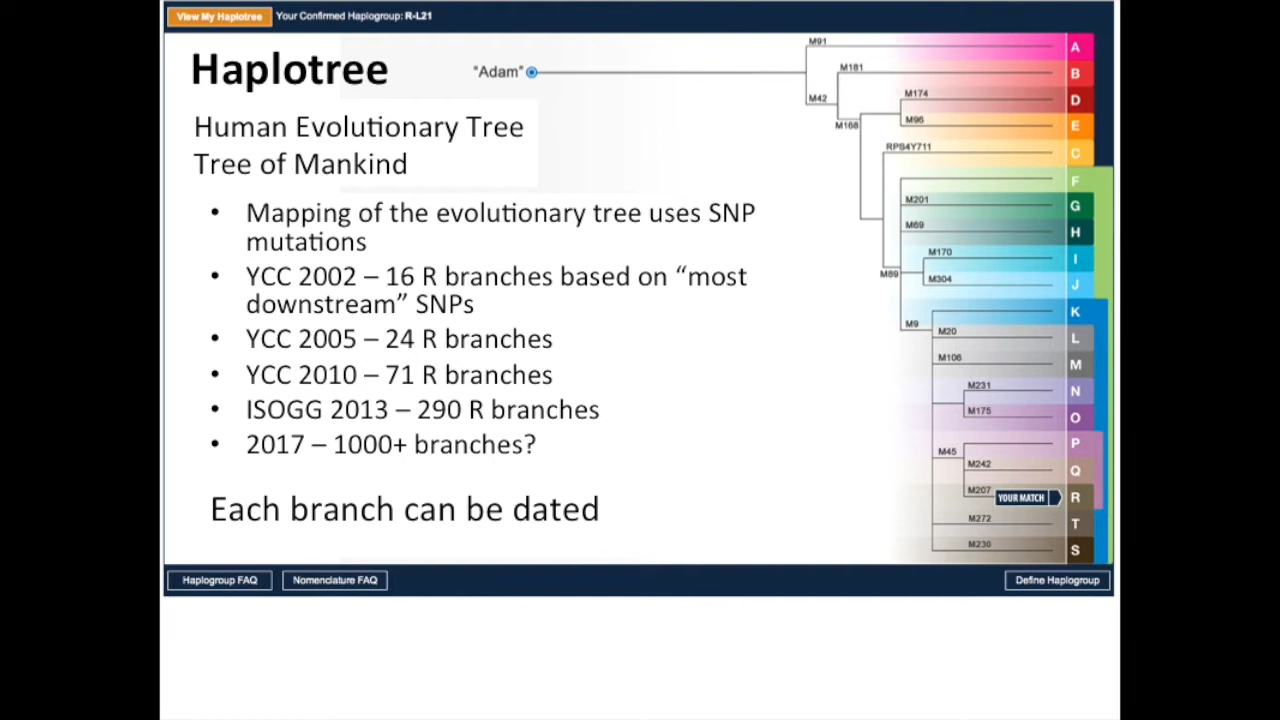 View My Haplotree
Your Confirmed Haplogroup: R-L21
Haplotree
"Adam"
Human Evolutionary Tree
Tree of Mankind
• Mapping of the evolutionary tree uses SNP
mutations
• YCC 2002 – 16 R branches based on “most
downstream” SNPs
• YCC 2005 – 24 R branches
• YCC 2010 – 71 R branches
• ISOGG 2013 – 290 R branches
• 2017 – 1000+ branches?
Each branch can be dated
M91
A
M181
B
M42
M174
D
M168
M96
E
RPS4Y711
C
F
M201
G
M69
H
M170
I
M89
M304
J
K
M9
M20
L
M106
M
M231
N
M175
O
P
M45
M242
Q
M207
YOUR MATCH
R
M272
T
M230
S
Haplogroup FAQ
Nomenclature FAQ
Define Haplogroup